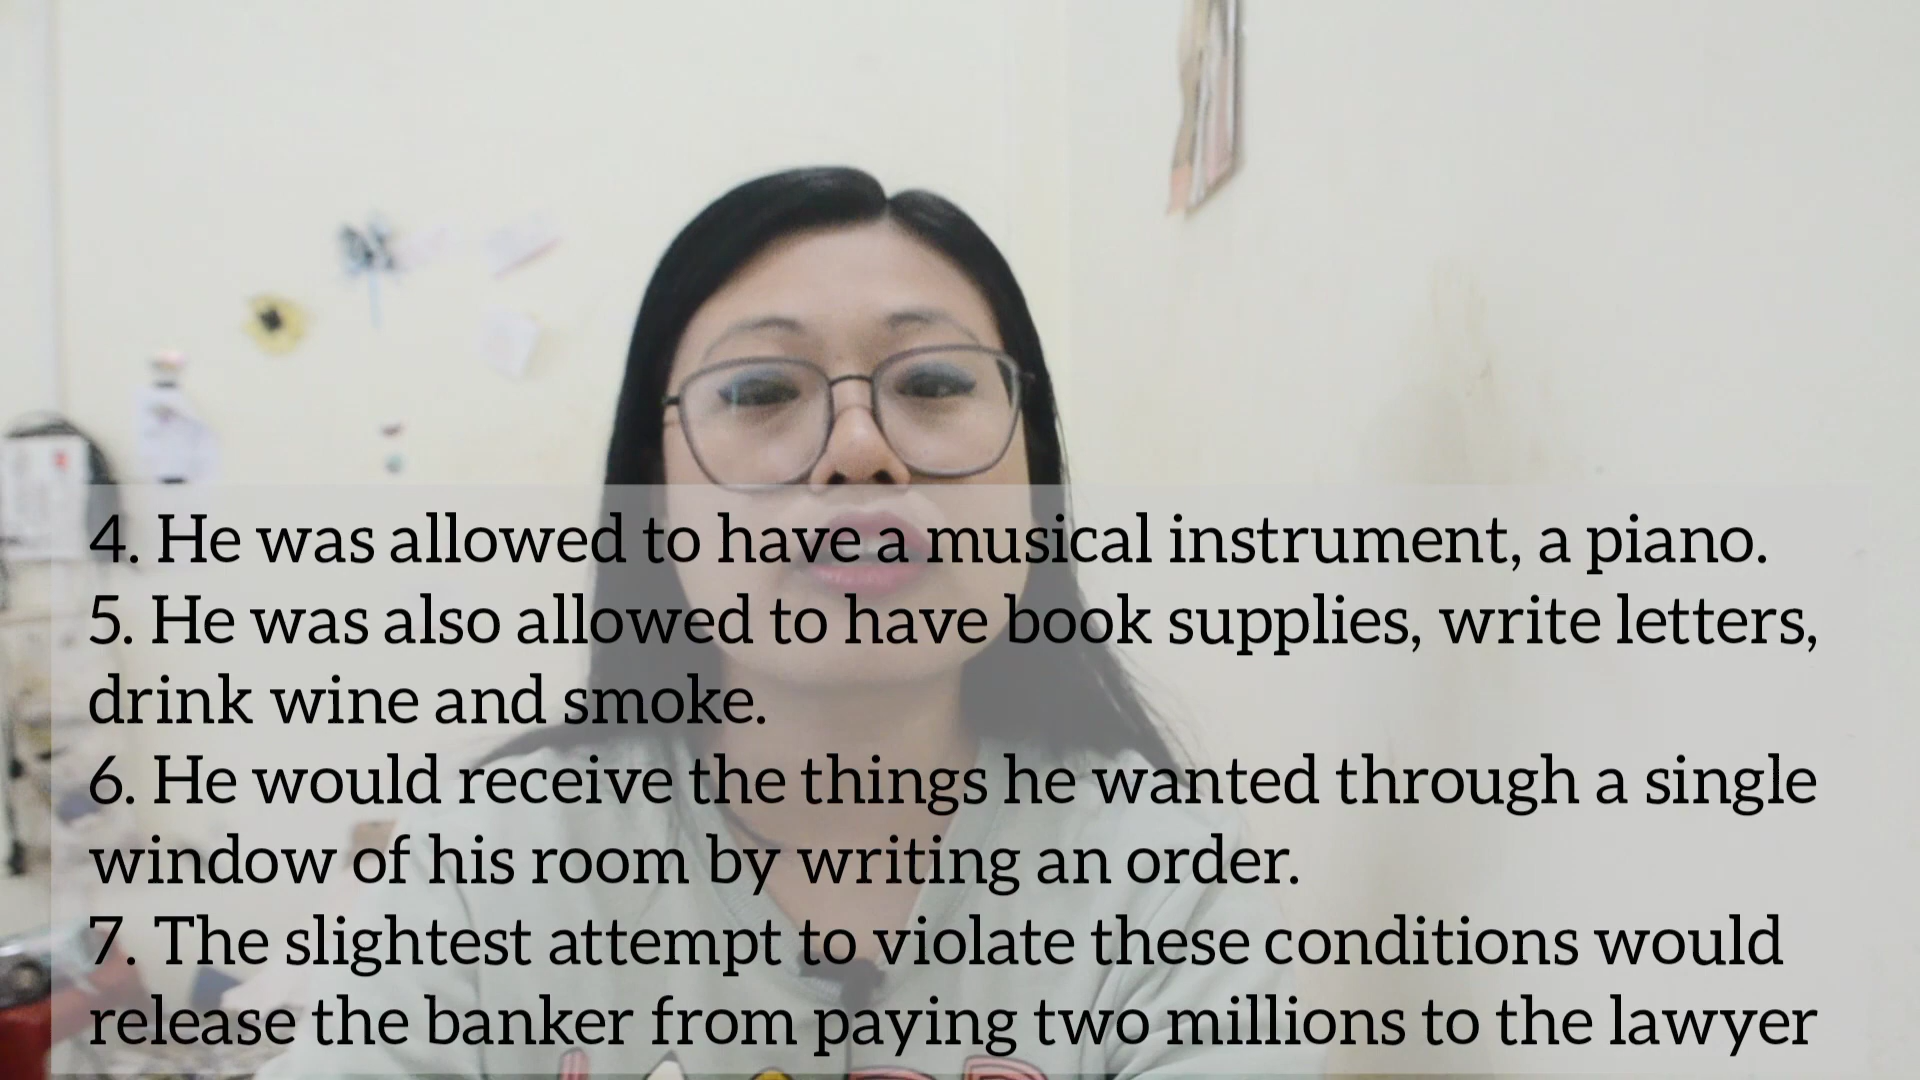 4. He was allowed to have a musical instrument, a piano.
5. He was also allowed to have book supplies, write letters,
drink wine and smoke.
6. He would receive the things he wanted through a single
window of his room by writing an order.
7. The slightest attempt to violate these conditions would
release the banker from paying two millions to the lawyer